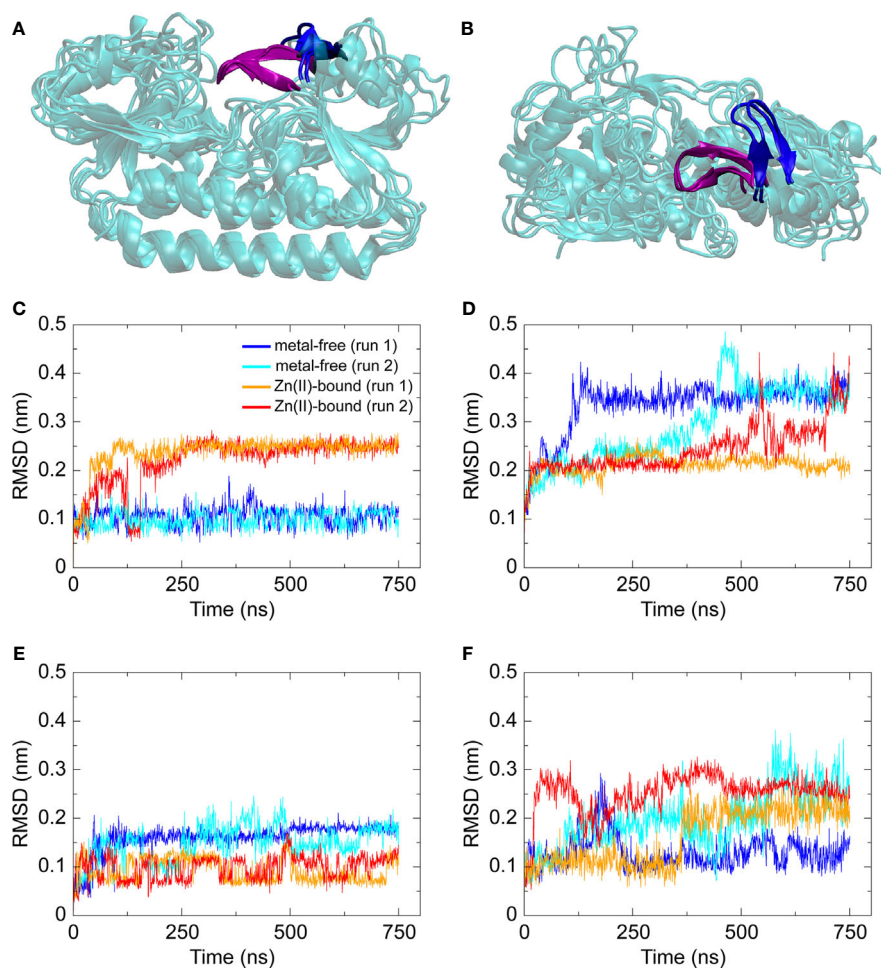 A
B
C
D
0.5
0.4
0.3
0.2
0.1
0
RMSD (nm)
metal-free (run 1)
metal-free (run 2)
Zn(II)-bound (run 1)
Zn(II)-bound (run 2)
0 250 500 750
Time (ns)
0.5
0.4
0.3
0.2
0.1
0
RMSD (nm)
0 250 500 750
Time (ns)
E
F
0.5
0.4
0.3
0.2
0.1
0
RMSD (nm)
0 250 500 750
Time (ns)
0.5
0.4
0.3
0.2
0.1
0
RMSD (nm)
0 250 500 750
Time (ns)